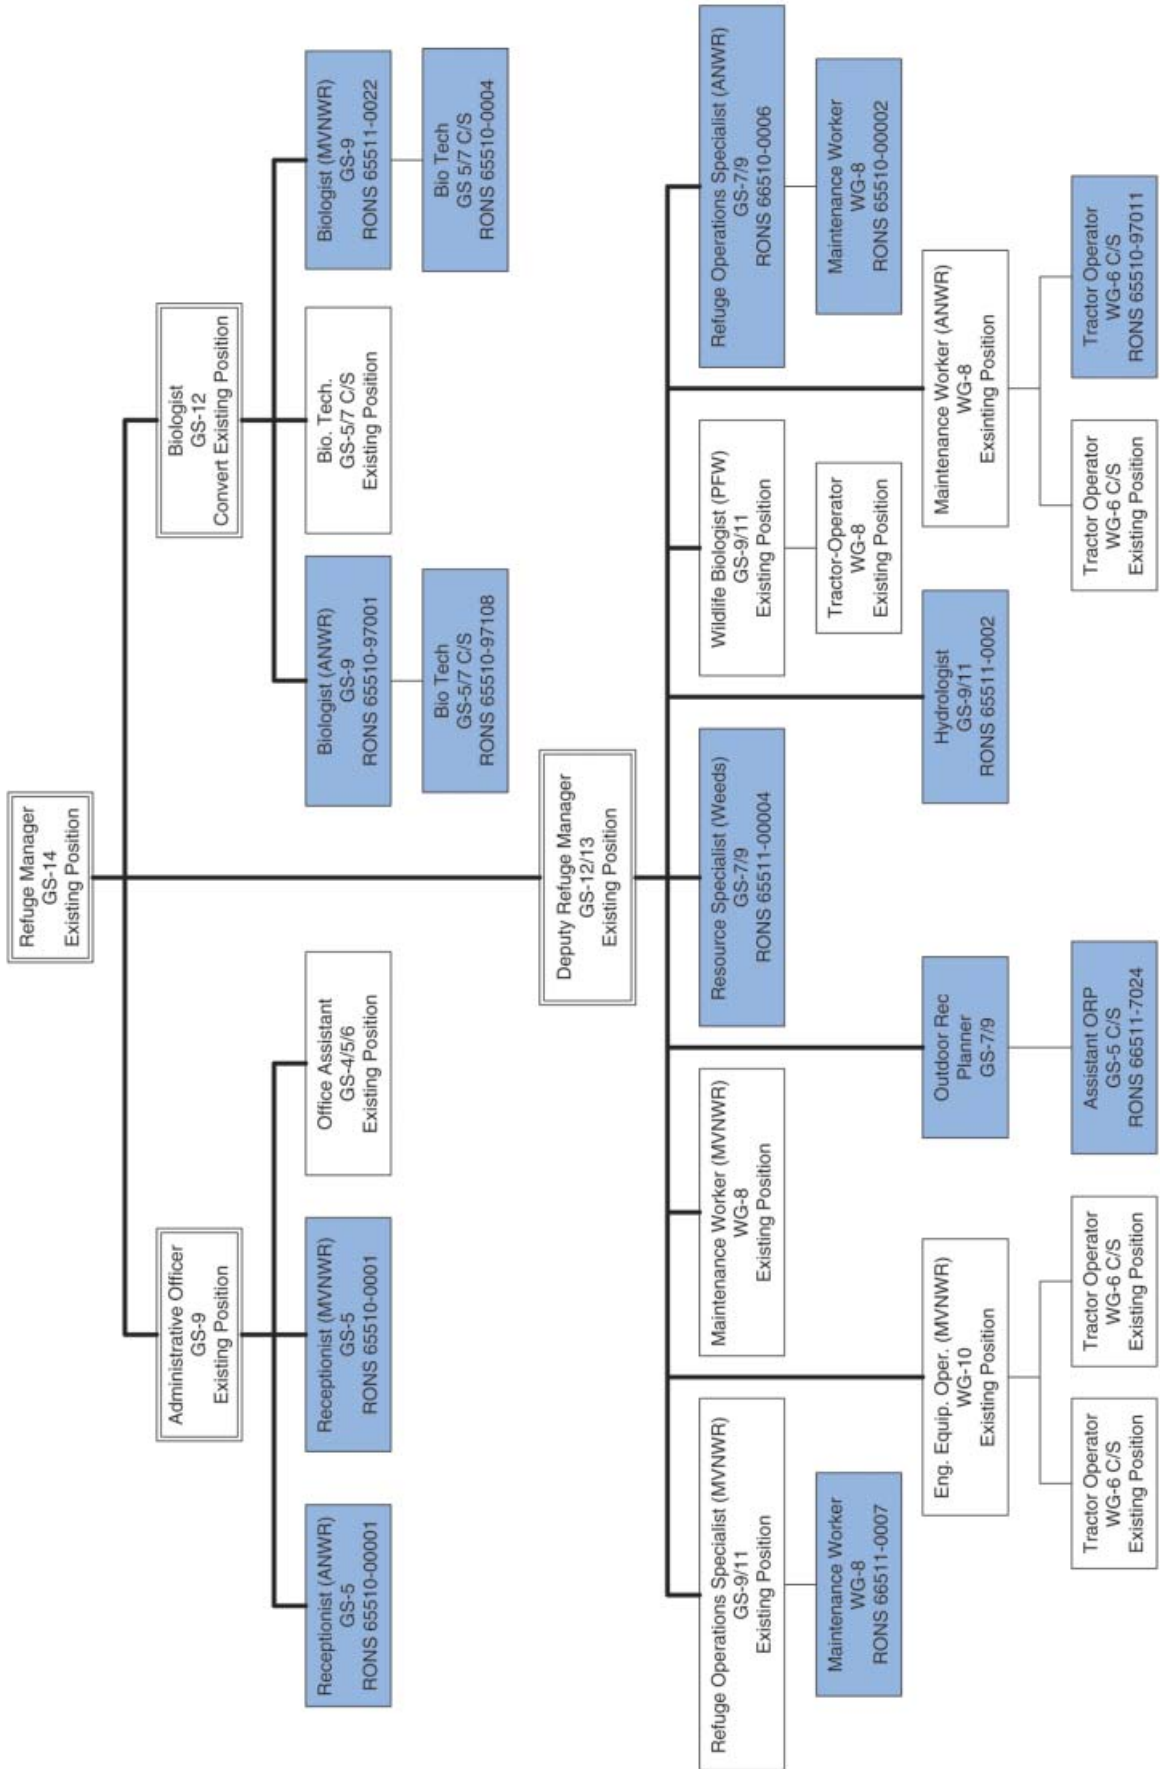 Refuge Manager
GS-14
Existing Position
Administrative Officer
GS-9
Existing Position
Biologist
GS-12
Convert Existing Position
Receptionist (ANWR)
GS-5
RONS 65510-00001
Receptionist (MVNWR)
GS-5
RONS 65510-0001
Office Assistant
GS-4/5/6
Existing Position
Biologist (ANWR)
GS-9
RONS 65510-97001
Bio. Tech.
GS-5/7 C/S
Existing Position
Biologist (MVNWR)
GS-9
RONS 65511-0022
Bio Tech
GS-5/7 C/S
RONS 65510-97108
Bio Tech
GS 5/7 C/S
RONS 65510-0004
Deputy Refuge Manager
GS-12/13
Existing Position
Refuge Operations Specialist (MVNWR)
GS-9/11
Existing Position
Maintenance Worker (MVNWR)
WG-8
Existing Position
Resource Specialist (Weeds)
GS-7/9
RONS 65511-00004
Wildlife Biologist (PFW)
GS-9/11
Existing Position
Refuge Operations Specialist (ANWR)
GS-7/9
RONS 66510-0006
Maintenance Worker
WG-8
RONS 66511-0007
Tractor-Operator
WG-8
Existing Position
Maintenance Worker
WG-8
RONS 65510-00002
Eng. Equip. Oper. (MVNWR)
WG-10
Existing Position
Outdoor Rec
Planner
GS-7/9
Hydrologist
GS-9/11
RONS 65511-0002
Maintenance Worker (ANWR)
WG-8
Exsinting Position
Tractor Operator
WG-6 C/S
Existing Position
Tractor Operator
WG-6 C/S
Existing Position
Assistant ORP
GS-5 C/S
RONS 66511-7024
Tractor Operator
WG-6 C/S
Existing Position
Tractor Operator
WG-6 C/S
RONS 65510-97011